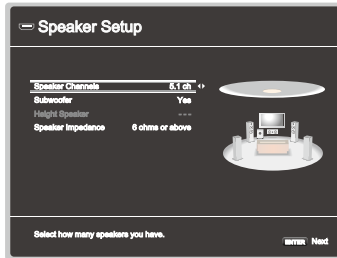 Speaker Setup
Speaker Channels 5.1 ch
Subwoofer Yes
Height Speaker ---
Speaker Impedance 6 ohms or above
Select how many speakers you have.
ENTER Next